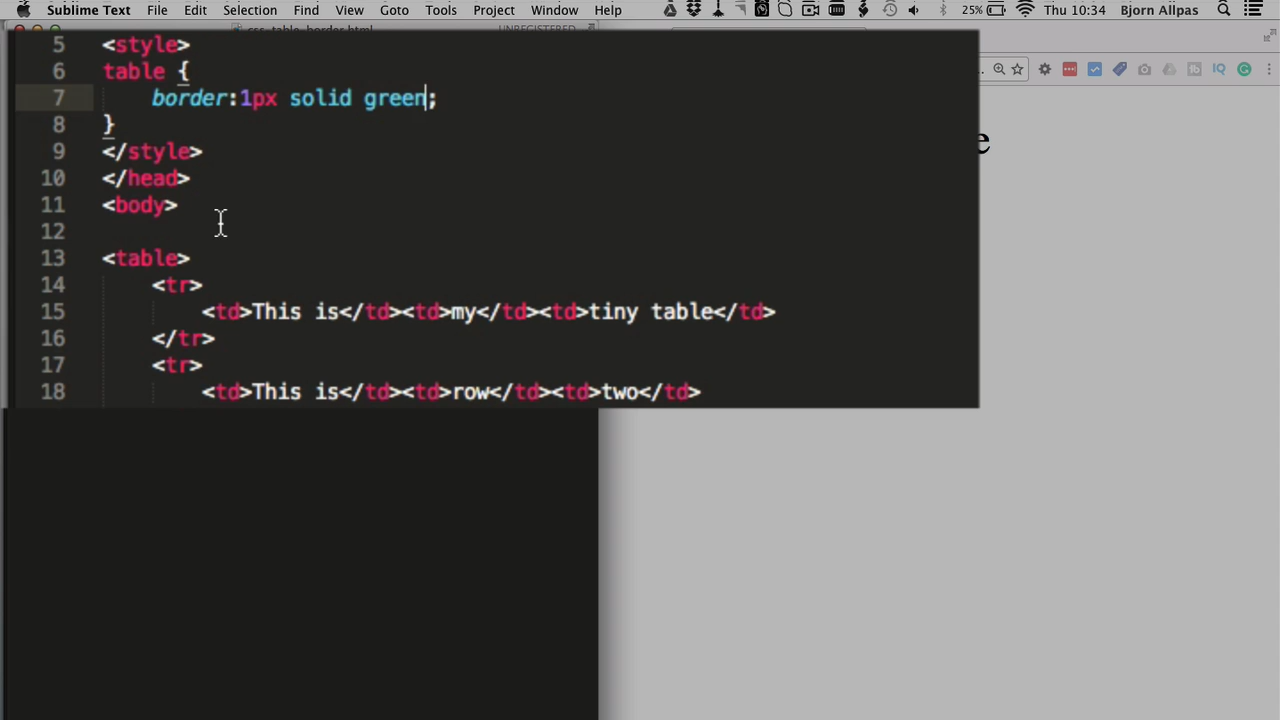 Sublime Text File Edit Selection Find View Goto Tools Project Window Help 25% Thu 10:34 Bjorn Allpas
css_table_border.html UNREGISTERED
5 <style>
6 table {
7 border:1px solid green;
8 }
9 </style>
10 </head>
11 <body>
12
13 <table>
14 <tr>
15 <td>This is</td><td>my</td><td>tiny table</td>
16 </tr>
17 <tr>
18 <td>This is</td><td>row</td><td>two</td>
e